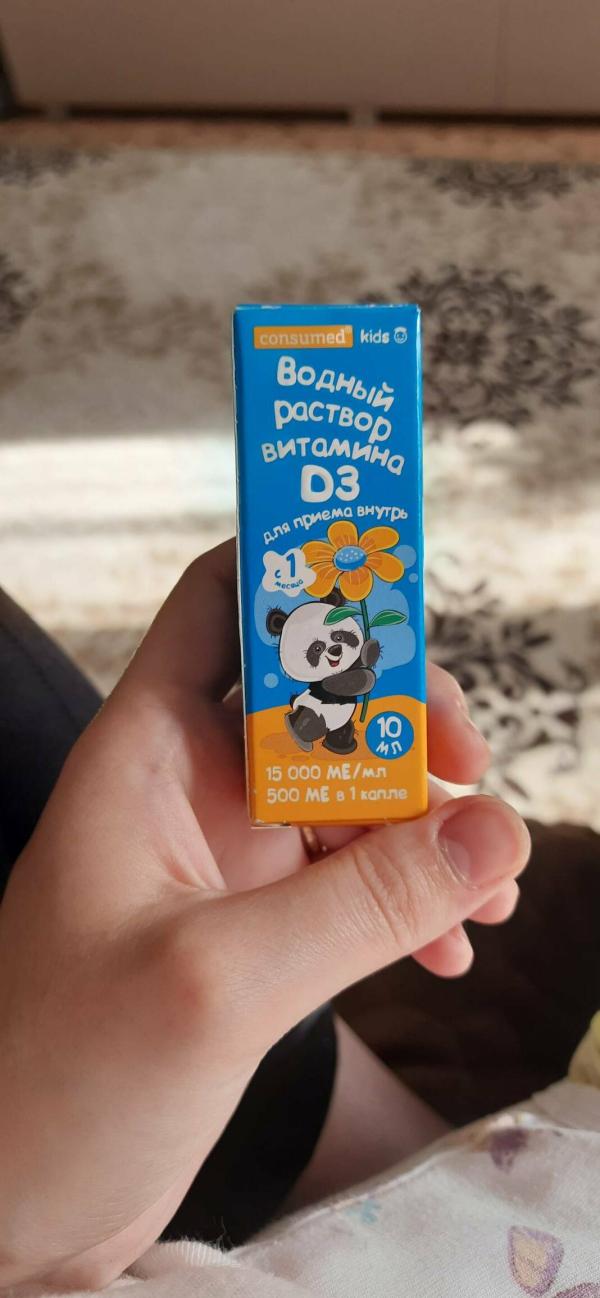 consumed® kids
Водный
раствор
витамина
D3
для приема внутрь
с 1
месяца
10
мл
15 000 МЕ/мл
500 МЕ в 1 капле